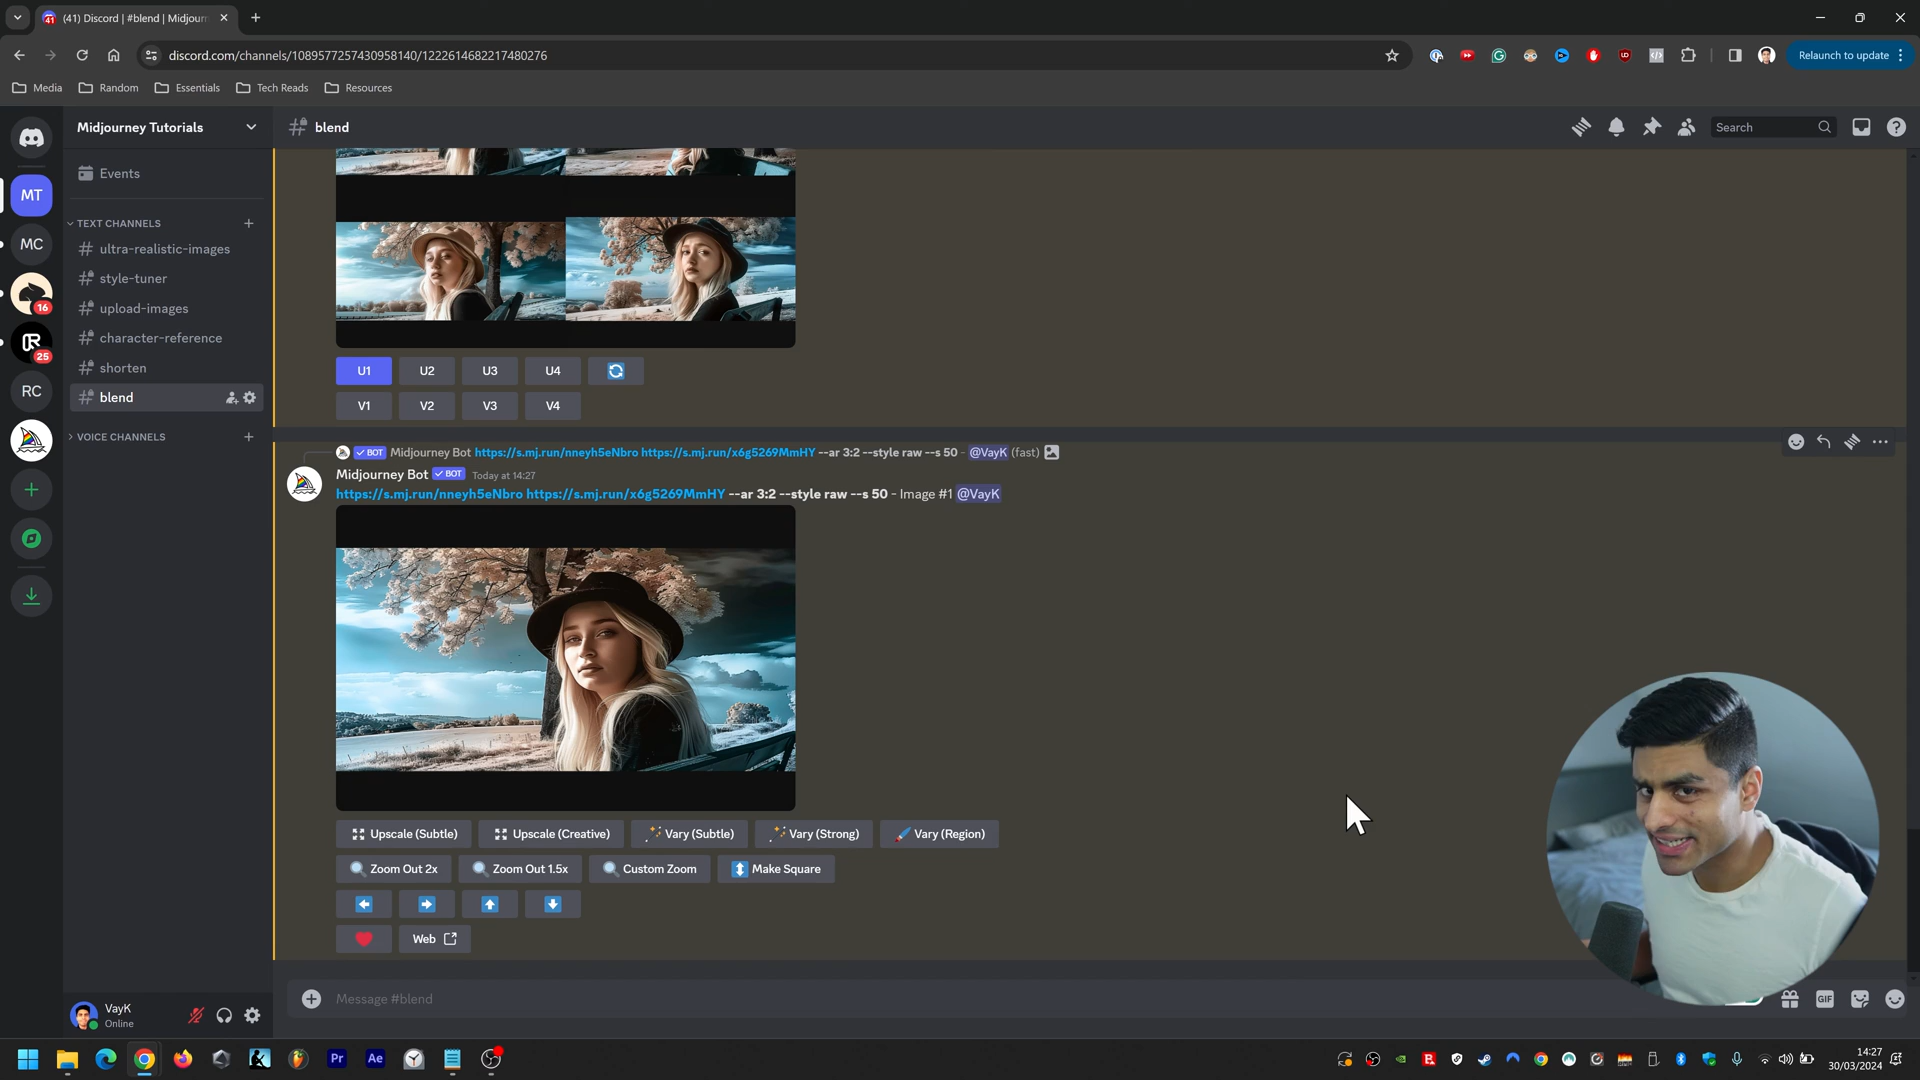 (41) Discord | #blend | Midjourn
discord.com/channels/1089577257430958140/1222614682217480276
Relaunch to update
Media
Random
Essentials
Tech Reads
Resources
Midjourney Tutorials
blend
Search
Events
MT
TEXT CHANNELS
MC
ultra-realistic-images
style-tuner
16
upload-images
character-reference
25
shorten
RC
blend
VOICE CHANNELS
U1 U2 U3 U4
V1 V2 V3 V4
BOT Midjourney Bot https://s.mj.run/nneyh5eNbro https://s.mj.run/x6g5269MmHY --ar 3:2 --style raw --s 50 - @VayK (fast)
Midjourney Bot BOT Today at 14:27
https://s.mj.run/nneyh5eNbro https://s.mj.run/x6g5269MmHY --ar 3:2 --style raw --s 50 - Image #1 @VayK
Upscale (Subtle) Upscale (Creative) Vary (Subtle) Vary (Strong) Vary (Region)
Zoom Out 2x Zoom Out 1.5x Custom Zoom Make Square
Web
Message #blend
GIF
VayK
Online
Pr Ae
14:27
30/03/2024